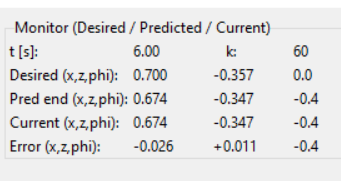 Monitor (Desired / Predicted / Current)
t [s]: 6.00 k: 60
Desired (x,z,phi): 0.700 -0.357 0.0
Pred end (x,z,phi): 0.674 -0.347 -0.4
Current (x,z,phi): 0.674 -0.347 -0.4
Error (x,z,phi): -0.026 +0.011 -0.4